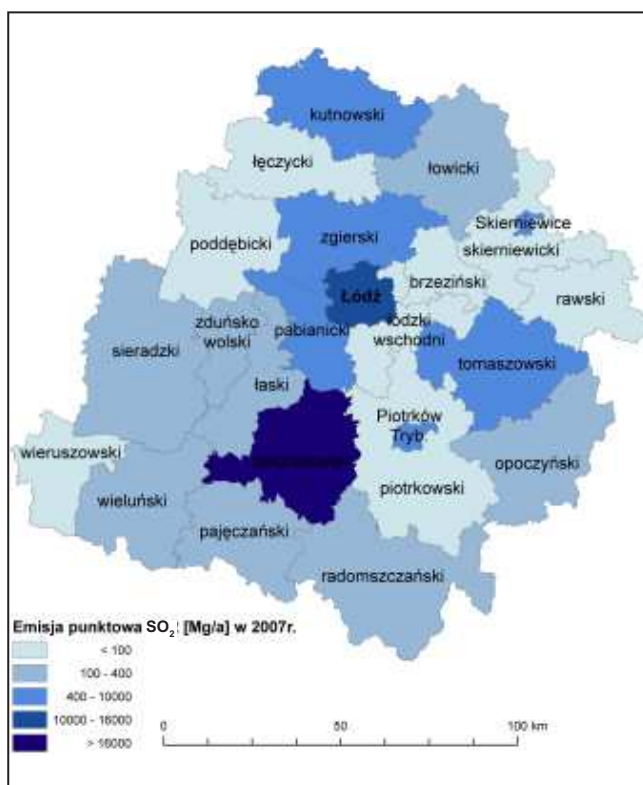 kutnowski
łęczycki
łowicki
Skierniewice
skierniewicki
poddębicki
zgierski
brzeziński
rawski
Łódź
zduńsko
wolski
pabianicki
łódzki
wschodni
sieradzki
tomaszowski
łaski
Piotrków
Tryb
wieruszowski
opoczyński
piotrkowski
wieluński
pajęczański
radomszczański
Emisja punktowa SO2 [Mg/a] w 2007r.
< 100
100 - 400
400 - 10000
10000 - 16000
> 16000
0 50 100 km